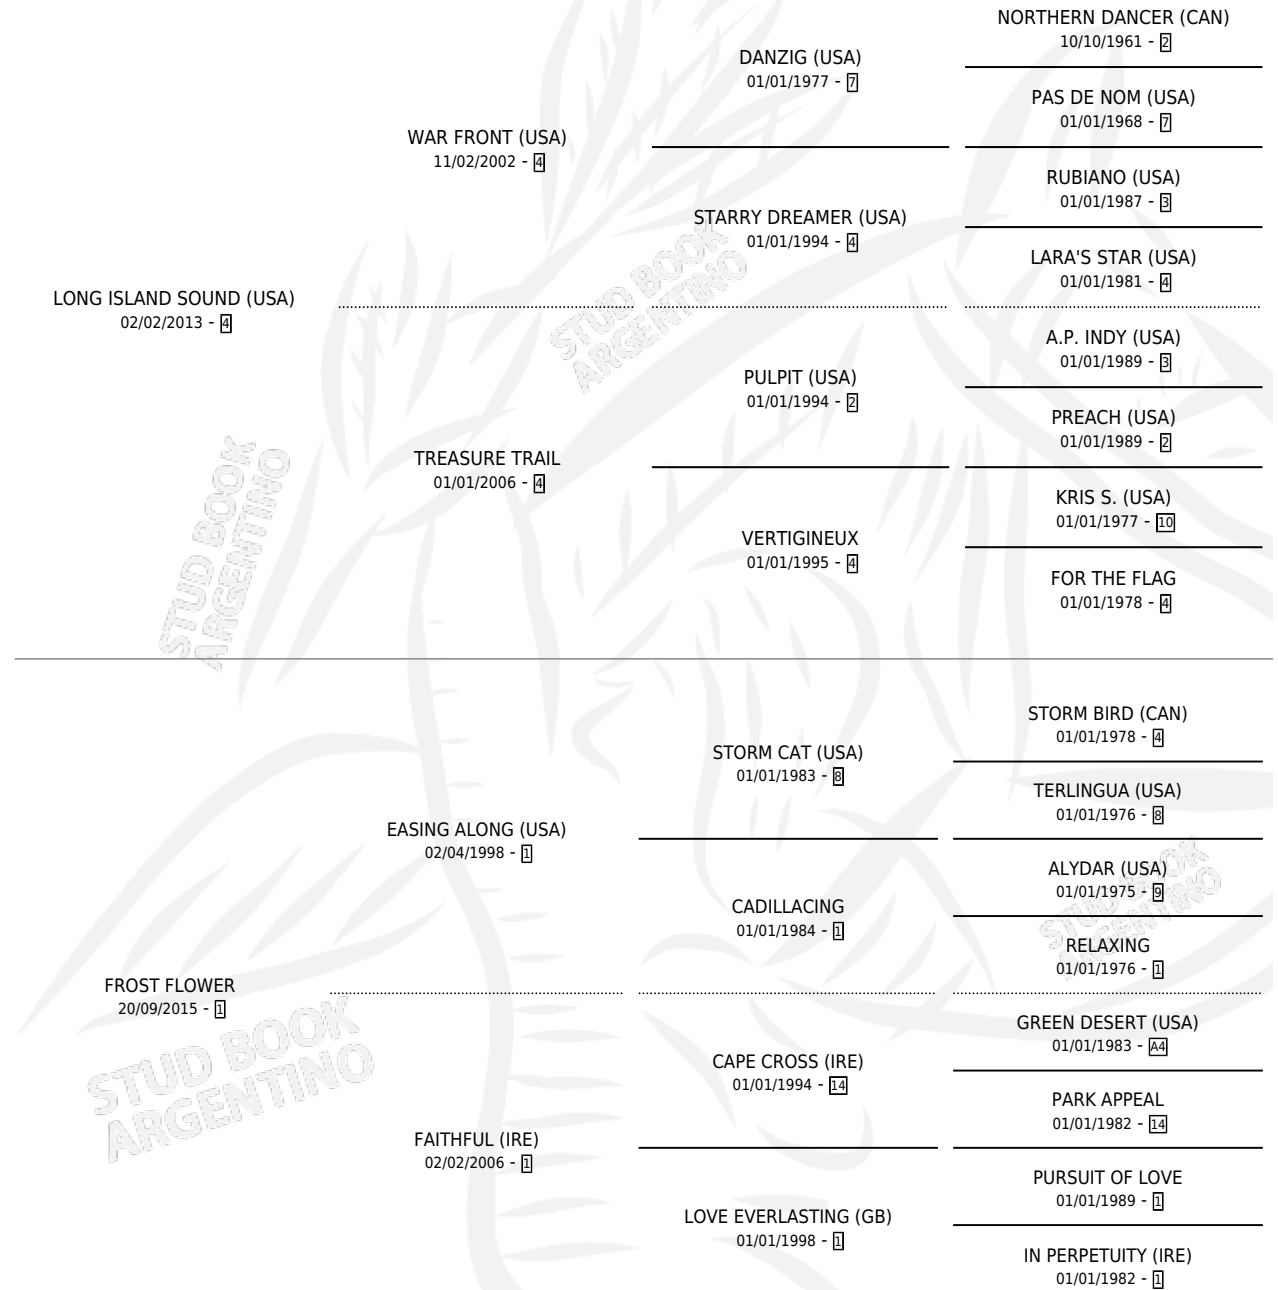 NORTHERN DANCER (CAN)
10/10/1961 - 2
DANZIG (USA)
01/01/1977 - 7
PAS DE NOM (USA)
01/01/1968 - 7
WAR FRONT (USA)
11/02/2002 - 4
RUBIANO (USA)
01/01/1987 - 3
STARRY DREAMER (USA)
01/01/1994 - 4
LARA'S STAR (USA)
01/01/1981 - 4
LONG ISLAND SOUND (USA)
02/02/2013 - 4
A.P. INDY (USA)
01/01/1989 - 3
PULPIT (USA)
01/01/1994 - 2
PREACH (USA)
01/01/1989 - 2
TREASURE TRAIL
01/01/2006 - 4
KRIS S. (USA)
01/01/1977 - 10
VERTIGINEUX
01/01/1995 - 4
FOR THE FLAG
01/01/1978 - 4
STORM BIRD (CAN)
01/01/1978 - 4
STORM CAT (USA)
01/01/1983 - 8
TERLINGUA (USA)
01/01/1976 - 8
EASING ALONG (USA)
02/04/1998 - 1
ALYDAR (USA)
01/01/1975 - 9
CADILLACING
01/01/1984 - 1
RELAXING
01/01/1976 - 1
FROST FLOWER
20/09/2015 - 1
GREEN DESERT (USA)
01/01/1983 - A4
CAPE CROSS (IRE)
01/01/1994 - 14
PARK APPEAL
01/01/1982 - 14
FAITHFUL (IRE)
02/02/2006 - 1
PURSUIT OF LOVE
01/01/1989 - 1
LOVE EVERLASTING (GB)
01/01/1998 - 1
IN PERPETUITY (IRE)
01/01/1982 - 1
STUD BOOK
ARGENTINO
STUD BOOK
ARGENTINO
STUD BOOK
ARGENTINO
STUD BOOK
ARGENTINO